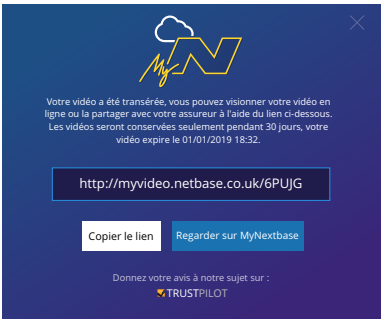 MyN
Votre vidéo a été transérée, vous pouvez visionner votre vidéo en
ligne ou la partager avec votre assureur à l'aide du lien ci-dessous.
Les vidéos seront conservées seulement pendant 30 jours, votre
vidéo expire le 01/01/2019 18:32.
http://myvideo.netbase.co.uk/6PUJG
Copier le lien
Regarder sur MyNextbase
Donnez votre avis à notre sujet sur :
TRUSTPILOT